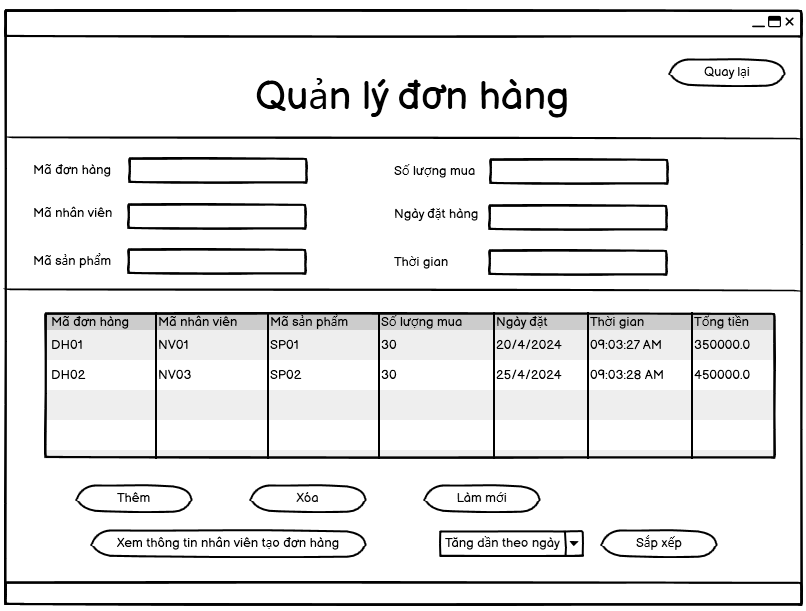 Quay lại
Quản lý đơn hàng
Mã đơn hàng
Số lượng mua
Mã nhân viên
Ngày đặt hàng
Mã sản phẩm
Thời gian
Mã đơn hàng Mã nhân viên Mã sản phẩm Số lượng mua Ngày đặt Thời gian Tổng tiền
DH01 NV01 SP01 30 20/4/2024 09:03:27 AM 350000.0
DH02 NV03 SP02 30 25/4/2024 09:03:28 AM 450000.0
Thêm Xóa Làm mới
Xem thông tin nhân viên tạo đơn hàng Tăng dần theo ngày Sắp xếp